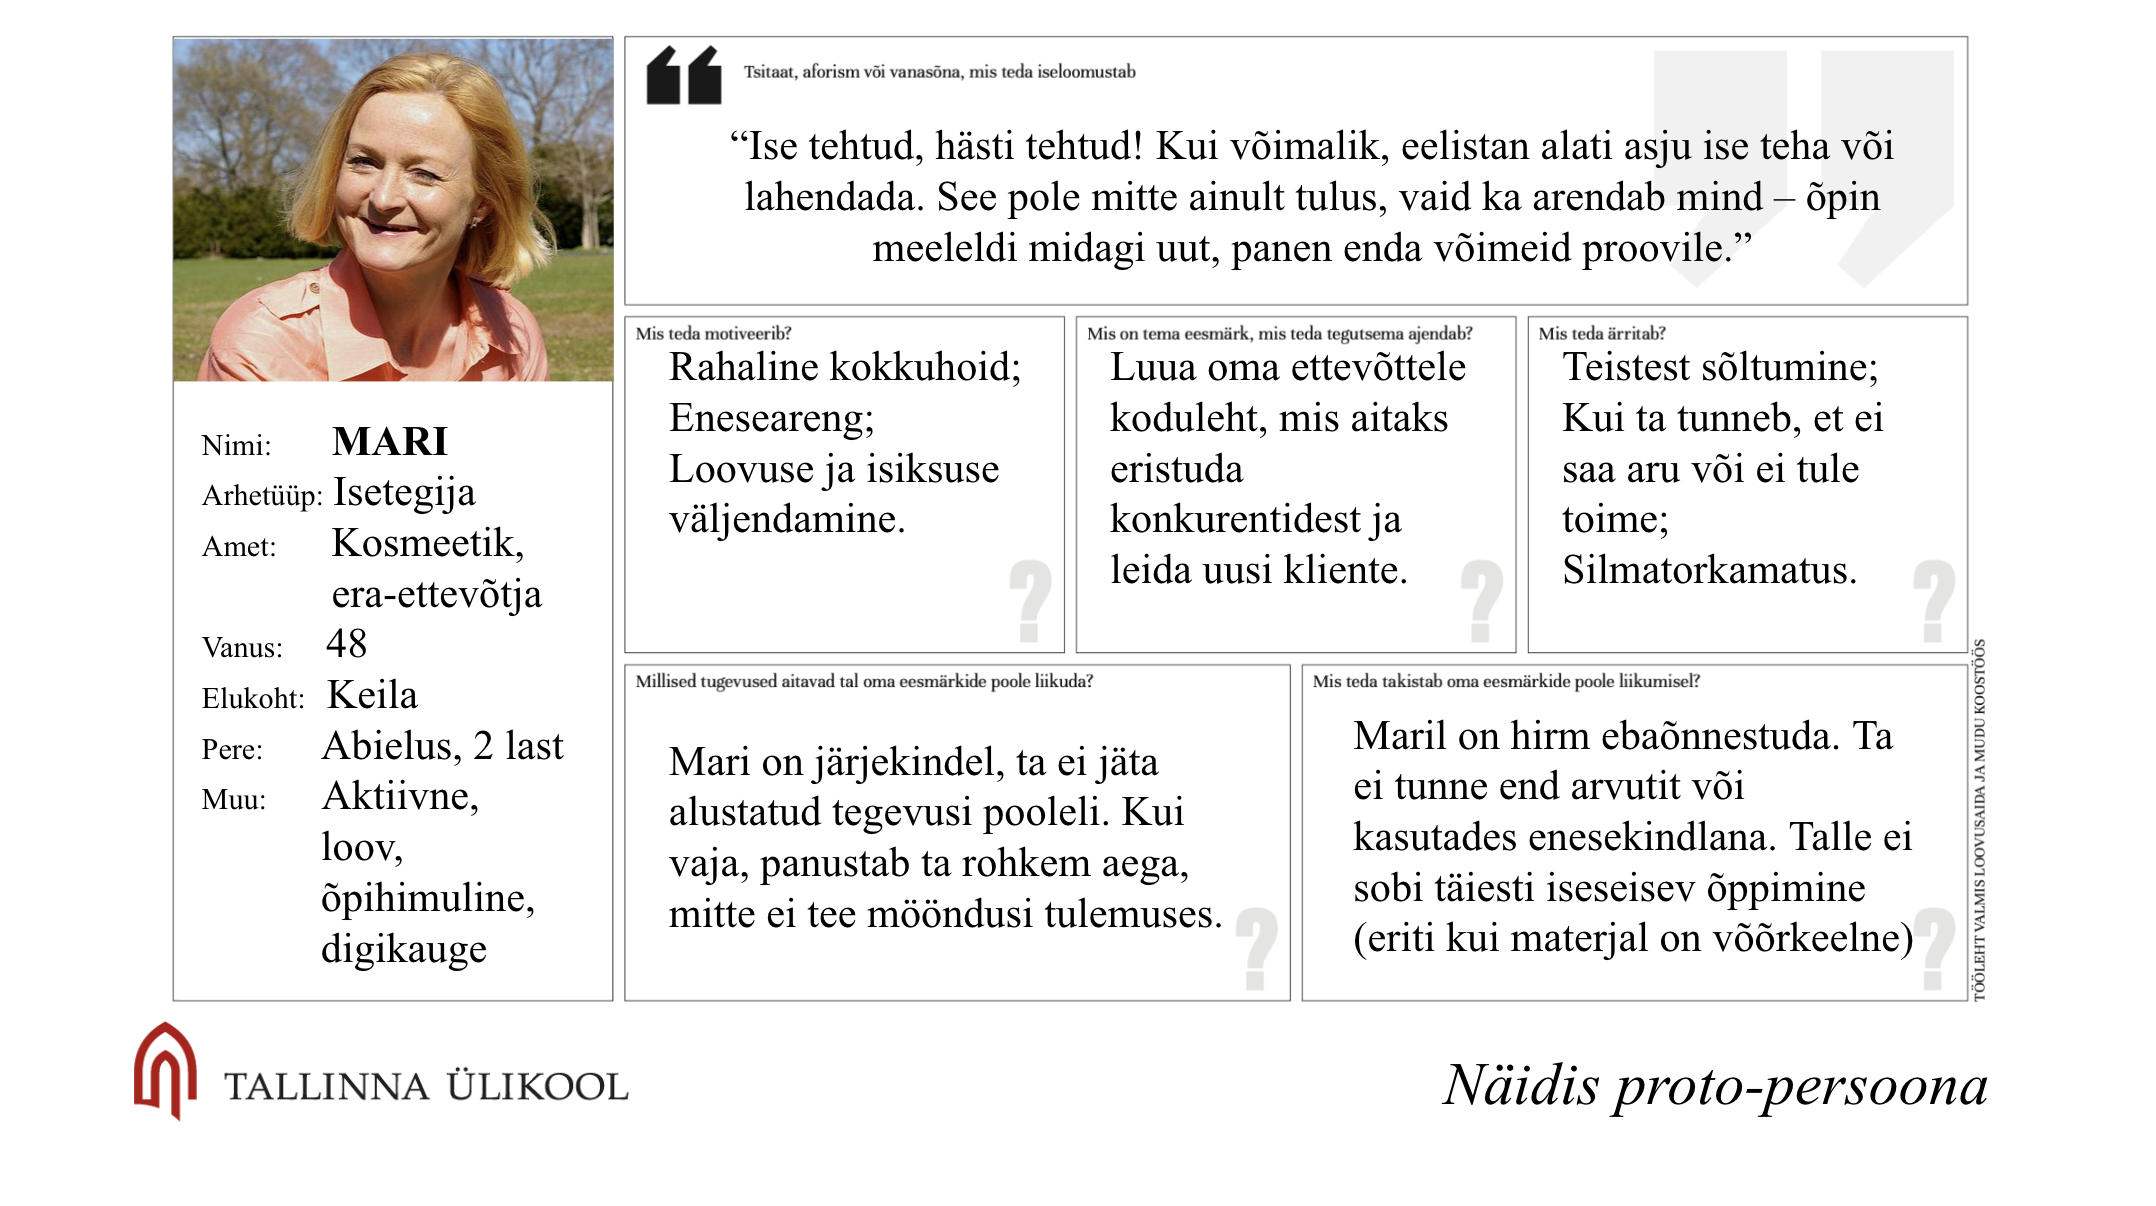 Tsitaat, aforism või vanasõna, mis teda iseloomustab
“Ise tehtud, hästi tehtud! Kui võimalik, eelistan alati asju ise teha või
lahendada. See pole mitte ainult tulus, vaid ka arendab mind – õpin
meeleldi midagi uut, panen enda võimeid proovile.”
Nimi: MARI
Arhetüüp: Isetegija
Amet: Kosmeetik,
era-ettevõtja
Vanus: 48
Elukoht: Keila
Pere: Abielus, 2 last
Muu: Aktiivne,
loov,
õpihimuline,
digikauge
Mis teda motiveerib?
Rahaline kokkuhoid;
Eneseareng;
Loovuse ja isiksuse
väljendamine.
Mis on tema eesmärk, mis teda tegutsema ajendab?
Luua oma ettevõttele
koduleht, mis aitaks
eristuda
konkurentidest ja
leida uusi kliente.
Mis teda ärritab?
Teistest sõltumine;
Kui ta tunneb, et ei
saa aru või ei tule
toime;
Silmatorkamatus.
Millised tugevused aitavad tal oma eesmärkide poole liikuda?
Mari on järjekindel, ta ei jäta
alustatud tegevusi pooleli. Kui
vaja, panustab ta rohkem aega,
mitte ei tee mööndusi tulemuses.
Mis teda takistab oma eesmärkide poole liikumisel?
Maril on hirm ebaõnnestuda. Ta
ei tunne end arvutit või
kasutades enesekindlana. Talle ei
sobi täiesti iseseisev õppimine
(eriti kui materjal on võõrkeelne)
TÖÖLEHT VALMIS LOOVUSAIDA JA MUDU KOOSTÖÖS
TALLINNA ÜLIKOOL
Näidis proto-persoona